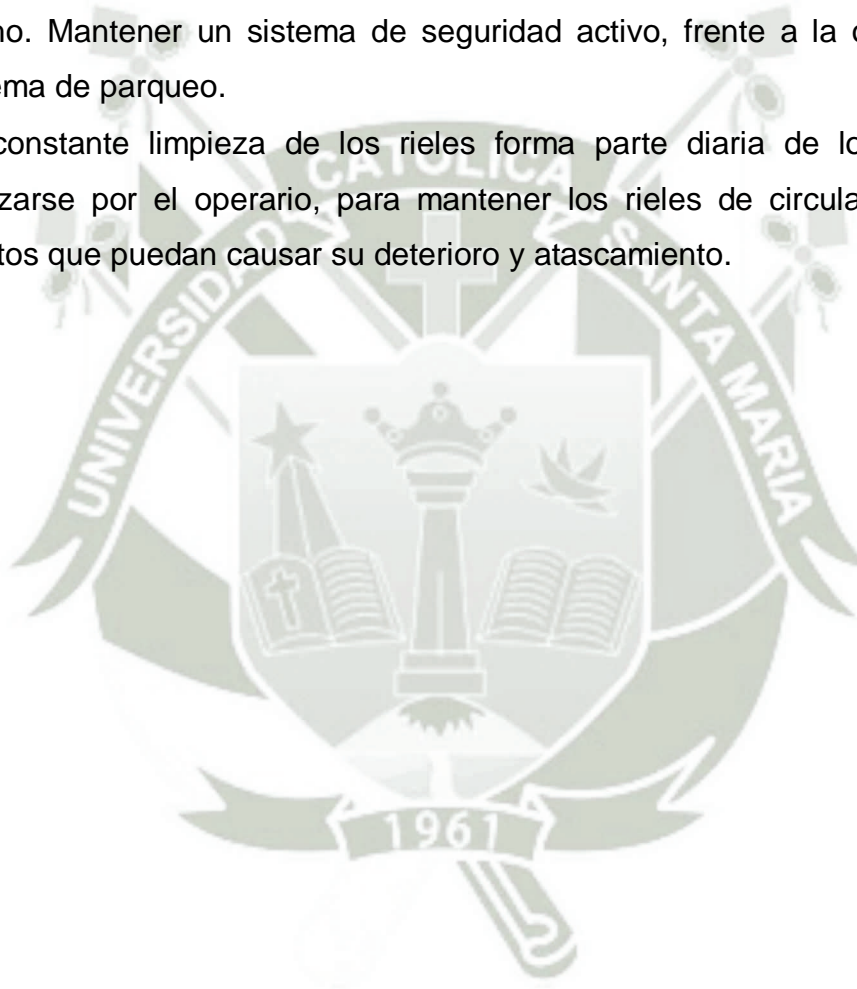 no. Mantener un sistema de seguridad activo, frente a la
ema de parqueo.
constante limpieza de los rieles forma parte diaria de lo
zarse por el operario, para mantener los rieles de circula
tos que puedan causar su deterioro y atascamiento.
UNIVERSIDAD CATOLICA SANTA MARIA
1961